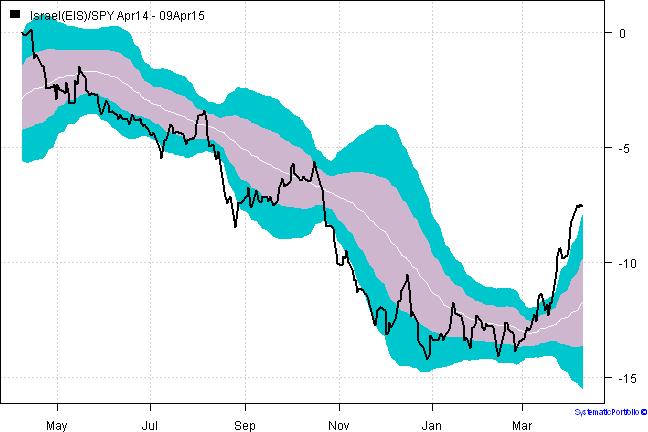 Israel(EIS)/SPY Apr14 - 09Apr15
0
-5
-10
-15
May Jul Sep Nov Jan Mar
SystematicPortfolio ©